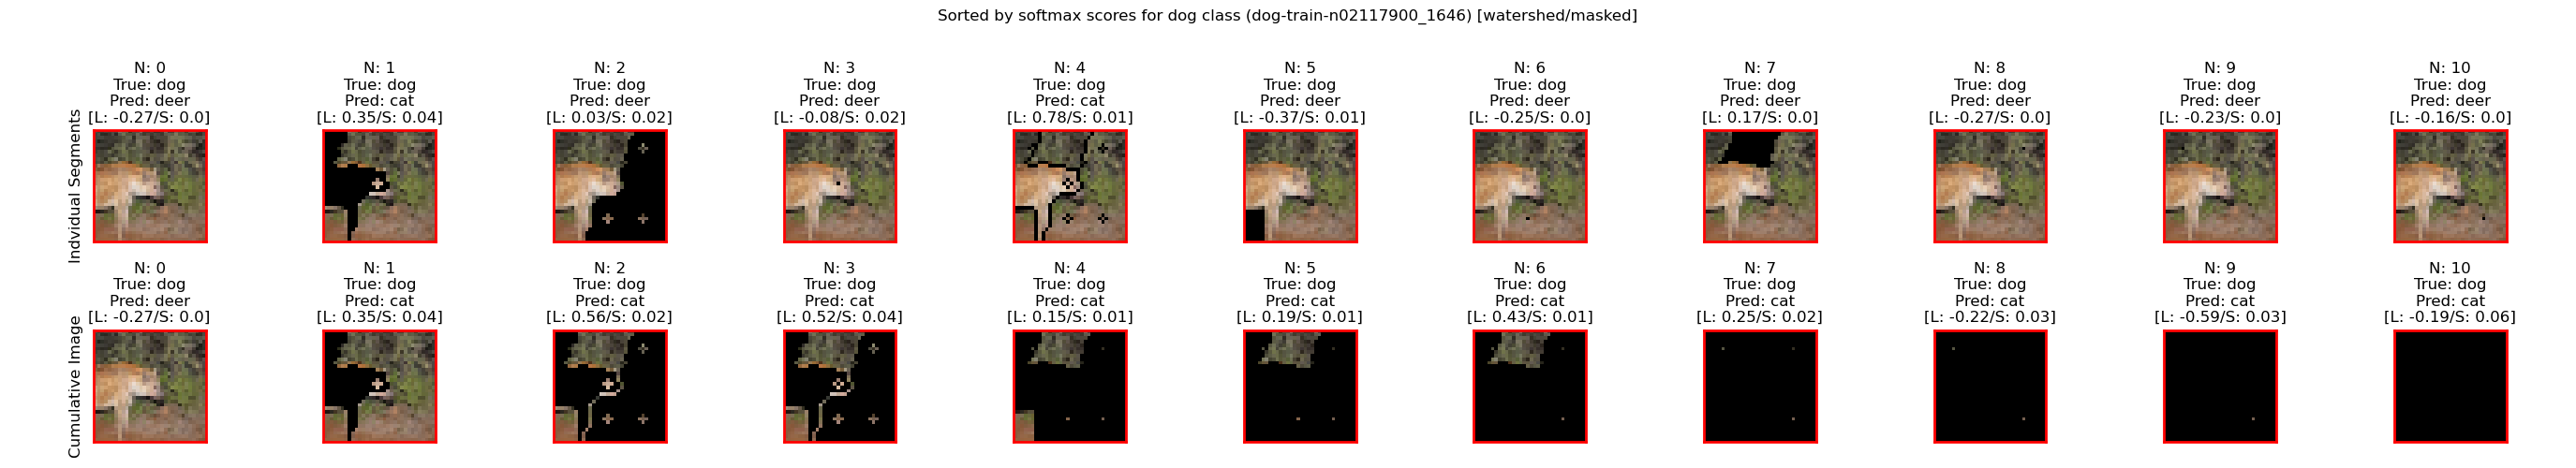 Sorted by softmax scores for dog class (dog-train-n02117900_1646) [watershed/masked]
Indvidual Segments
N: 0
True: dog
Pred: deer
[L: -0.27/S: 0.0]
N: 1
True: dog
Pred: cat
[L: 0.35/S: 0.04]
N: 2
True: dog
Pred: deer
[L: 0.03/S: 0.02]
N: 3
True: dog
Pred: deer
[L: -0.08/S: 0.02]
N: 4
True: dog
Pred: cat
[L: 0.78/S: 0.01]
N: 5
True: dog
Pred: deer
[L: -0.37/S: 0.01]
N: 6
True: dog
Pred: deer
[L: -0.25/S: 0.0]
N: 7
True: dog
Pred: deer
[L: 0.17/S: 0.0]
N: 8
True: dog
Pred: deer
[L: -0.27/S: 0.0]
N: 9
True: dog
Pred: deer
[L: -0.23/S: 0.0]
N: 10
True: dog
Pred: deer
[L: -0.16/S: 0.0]
Cumulative Image
N: 0
True: dog
Pred: deer
[L: -0.27/S: 0.0]
N: 1
True: dog
Pred: cat
[L: 0.35/S: 0.04]
N: 2
True: dog
Pred: cat
[L: 0.56/S: 0.02]
N: 3
True: dog
Pred: cat
[L: 0.52/S: 0.04]
N: 4
True: dog
Pred: cat
[L: 0.15/S: 0.01]
N: 5
True: dog
Pred: cat
[L: 0.19/S: 0.01]
N: 6
True: dog
Pred: cat
[L: 0.43/S: 0.01]
N: 7
True: dog
Pred: cat
[L: 0.25/S: 0.02]
N: 8
True: dog
Pred: cat
[L: -0.22/S: 0.03]
N: 9
True: dog
Pred: cat
[L: -0.59/S: 0.03]
N: 10
True: dog
Pred: cat
[L: -0.19/S: 0.06]